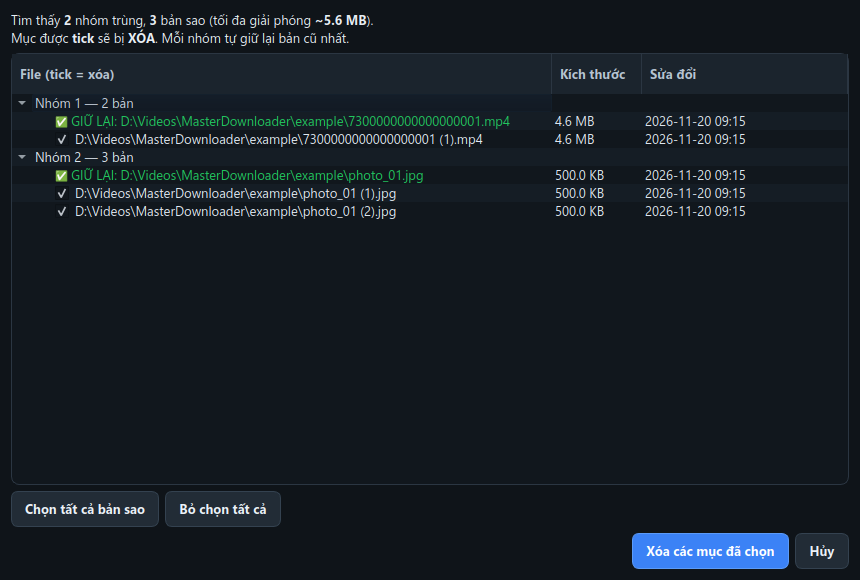 Tìm thấy 2 nhóm trùng, 3 bản sao (tối đa giải phóng ~5.6 MB).
Mục được tick sẽ bị XÓA. Mỗi nhóm tự giữ lại bản cũ nhất.
File (tick = xóa) Kích thước Sửa đổi
Nhóm 1 — 2 bản
✅ GIỮ LẠI: D:\Videos\MasterDownloader\example\7300000000000000001.mp4 4.6 MB 2026-11-20 09:15
✓ D:\Videos\MasterDownloader\example\7300000000000000001 (1).mp4 4.6 MB 2026-11-20 09:15
Nhóm 2 — 3 bản
✅ GIỮ LẠI: D:\Videos\MasterDownloader\example\photo_01.jpg 500.0 KB 2026-11-20 09:15
✓ D:\Videos\MasterDownloader\example\photo_01 (1).jpg 500.0 KB 2026-11-20 09:15
✓ D:\Videos\MasterDownloader\example\photo_01 (2).jpg 500.0 KB 2026-11-20 09:15
Chọn tất cả bản sao Bỏ chọn tất cả
Xóa các mục đã chọn Hủy